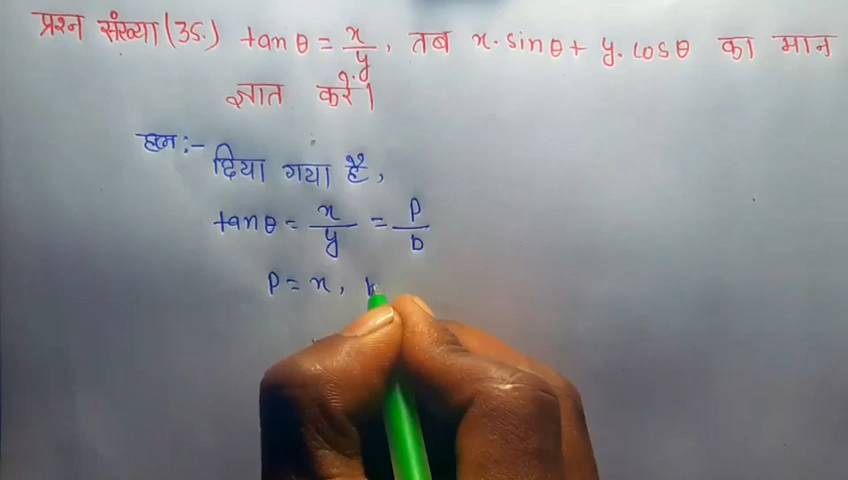 प्रश्न संख्या (35.) tanθ = x/y, तब x.sinθ + y.cosθ का मान
ज्ञात करें।
हल :-
दिया गया है,
tanθ = x/y = P/b
P = x,